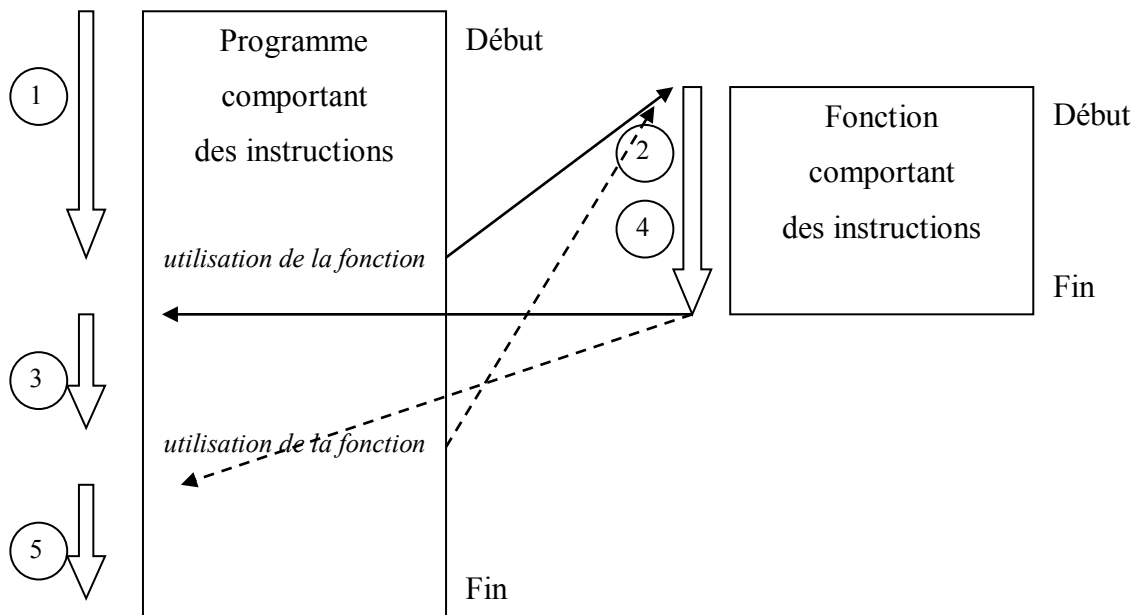 Programme
comportant
des instructions
Début
1
2
4
utilisation de la fonction
Fonction
comportant
des instructions
Début
Fin
3
utilisation de la fonction
5
Fin